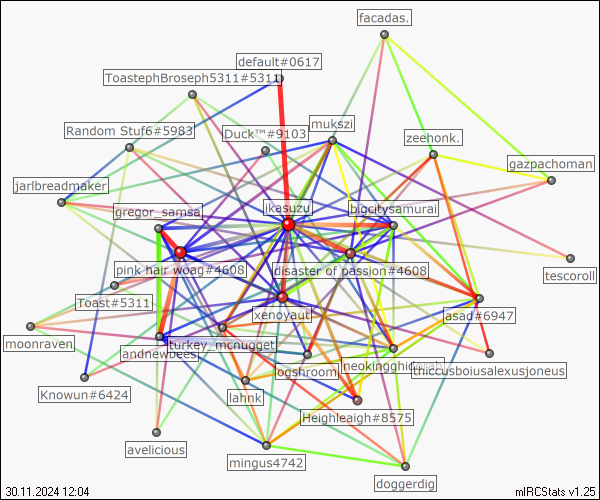 facadas.
default#0617
ToastephBroseph5311#5311
Random Stuf6#5983
Duck™#9103
mukszi
zeehonk.
gazpachoman
jarlbreadmaker
gregor_samsa
ikasuzu
bigcitysamurai
pink hair woag#4608
disaster of passion#4608
tescoroll
Toast#5311
xenoyaut
asad#6947
moonraven
andnewbees
turkey_mcnugget
ogshroom
thiccusboiusalexusjoneus
Knowun#6424
lahnk
Heighleaigh#8575
avelicious
mingus4742
doggerdig
30.11.2024 12:04
mIRCStats v1.25